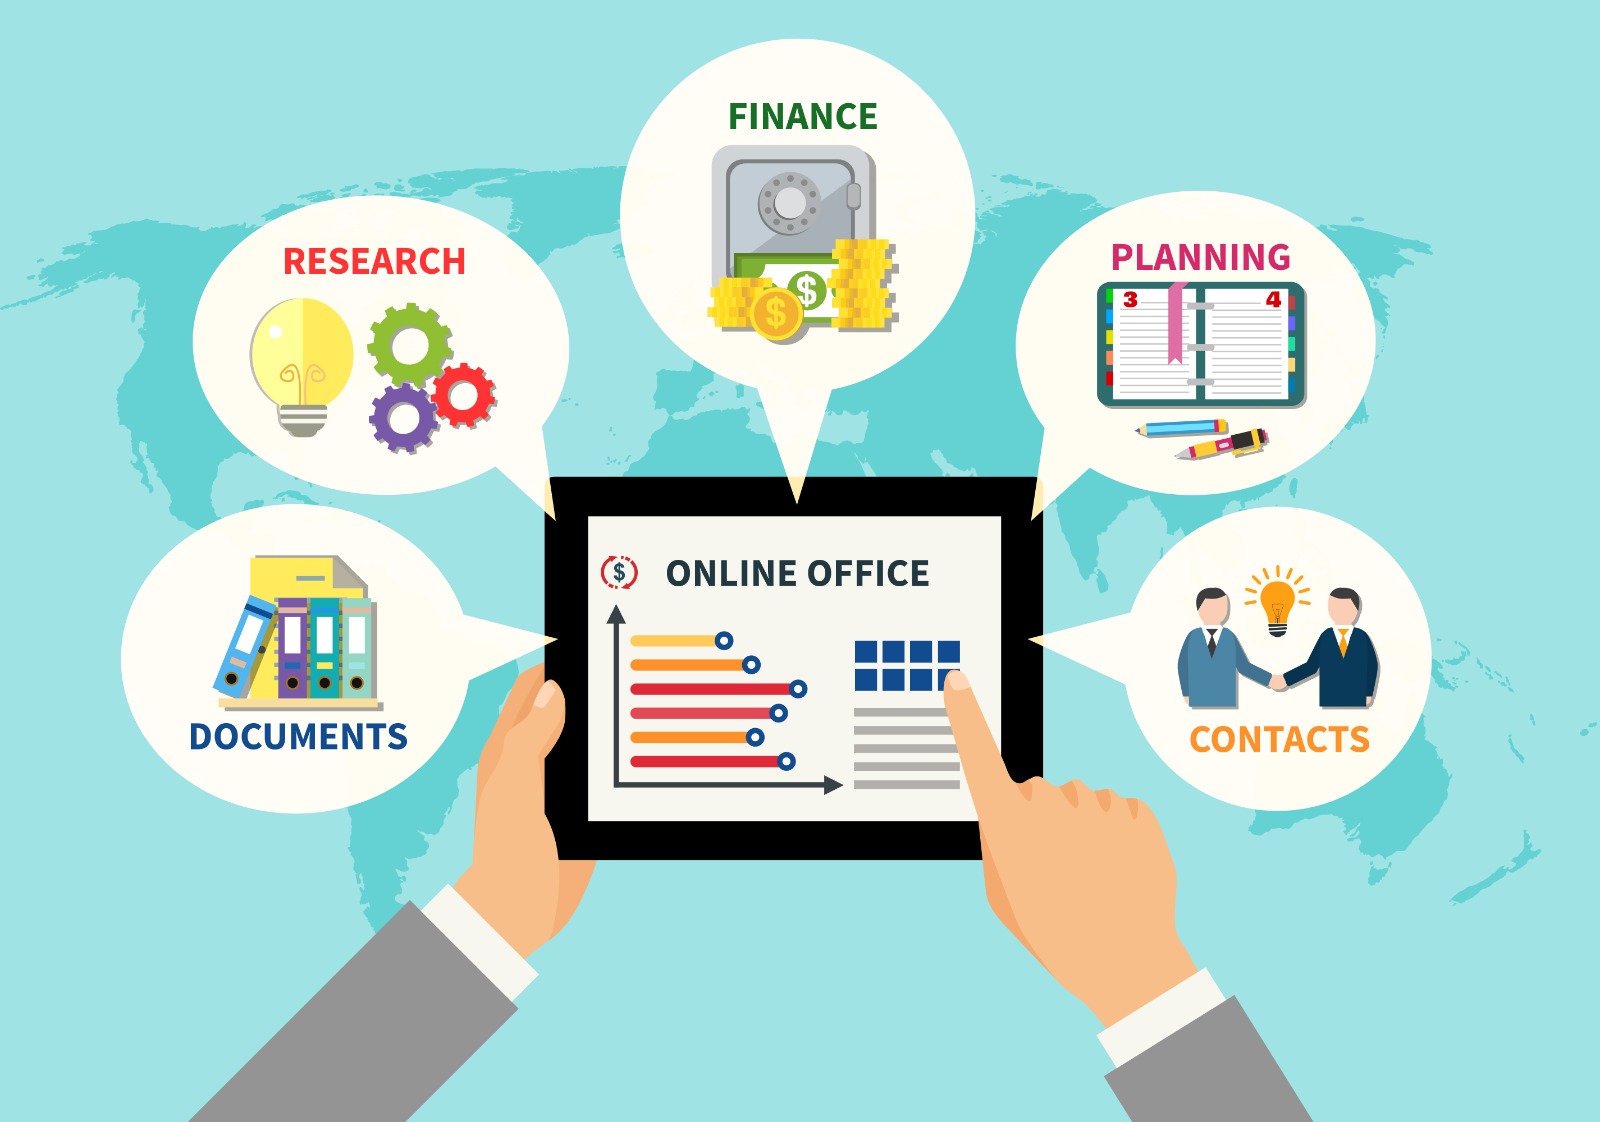 FINANCE
$
$
RESEARCH
PLANNING
3
4
DOCUMENTS
$ ONLINE OFFICE
CONTACTS